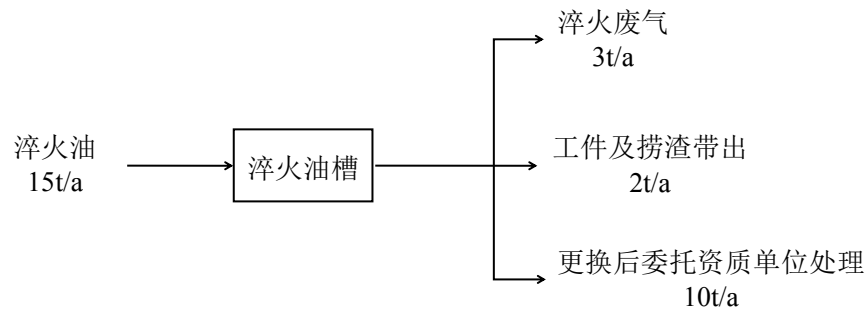 淬火废气
3t/a
淬火油
15t/a
淬火油槽
工件及捞渣带出
2t/a
更换后委托资质单位处理
10t/a